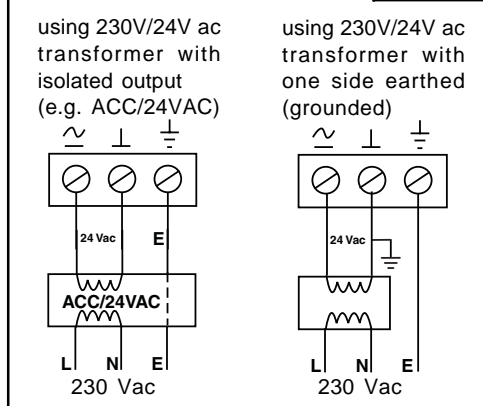 using 230V/24V ac
transformer with
isolated output
(e.g. ACC/24VAC)
24 Vac
E
ACC/24VAC
L N E
230 Vac
using 230V/24V ac
transformer with
one side earthed
(grounded)
24 Vac
L N E
230 Vac